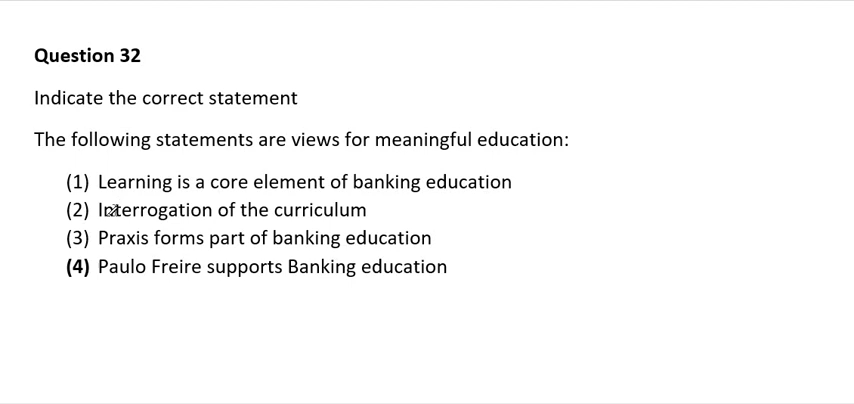 Question 32
Indicate the correct statement
The following statements are views for meaningful education:
(1) Learning is a core element of banking education
(2) Interrogation of the curriculum
(3) Praxis forms part of banking education
(4) Paulo Freire supports Banking education